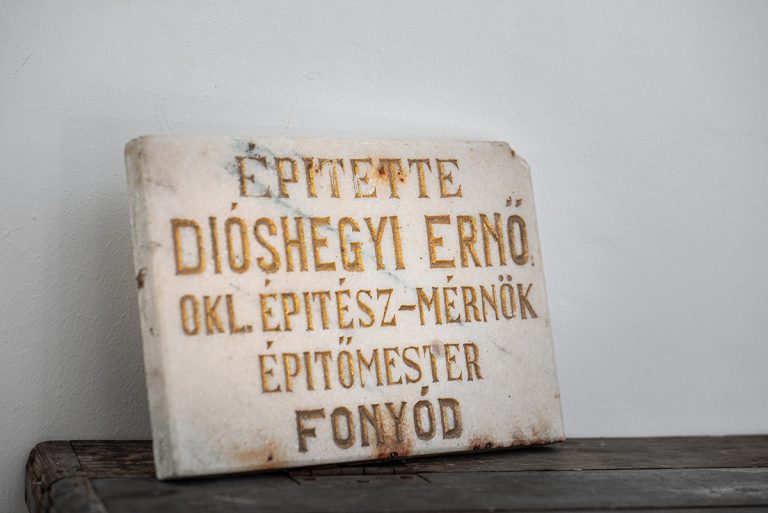 ÉPITETTE
DIÓSHEGYI ERNŐ.
OKL. ÉPITÉSZ-MÉRNÖK
ÉPITŐMESTER
FONYÓD